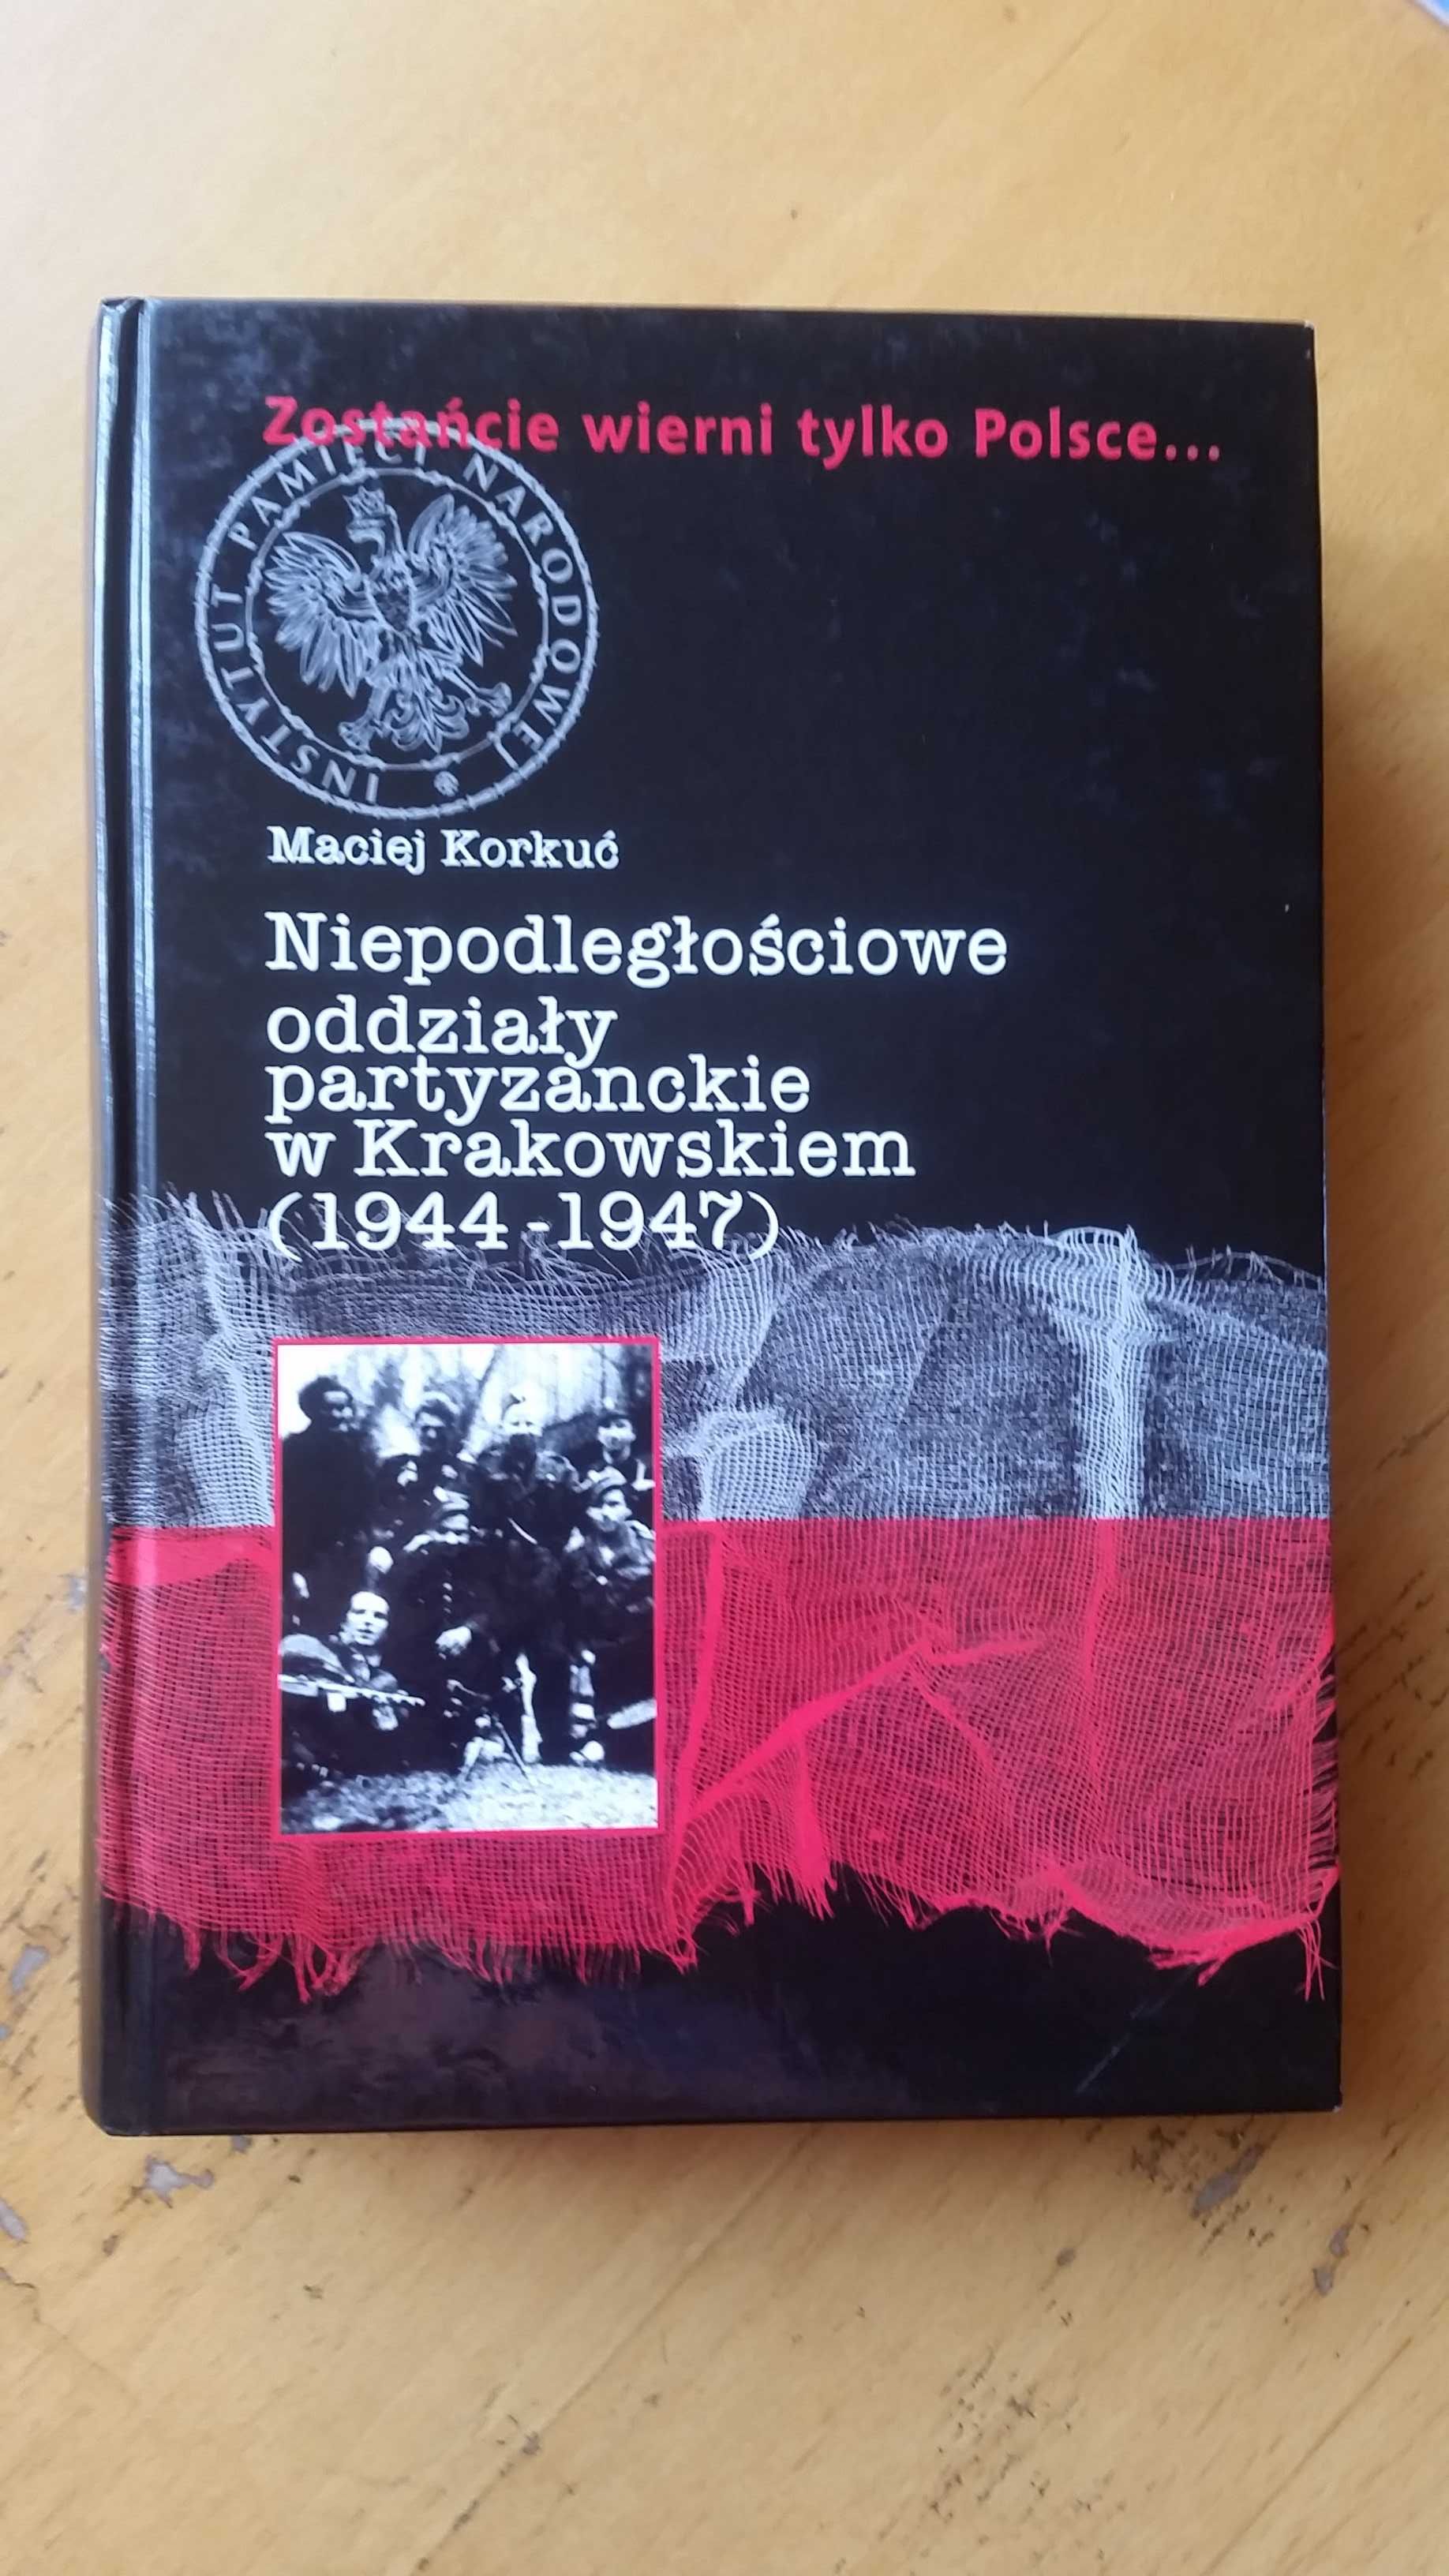 Zostańcie wierni tylko Polsce...
INSTYTUT PAMIĘCI NARODOWEJ
Maciej Korkuć
Niepodległościowe
oddziały
partyzanckie
w Krakowskiem
(1944-1947)